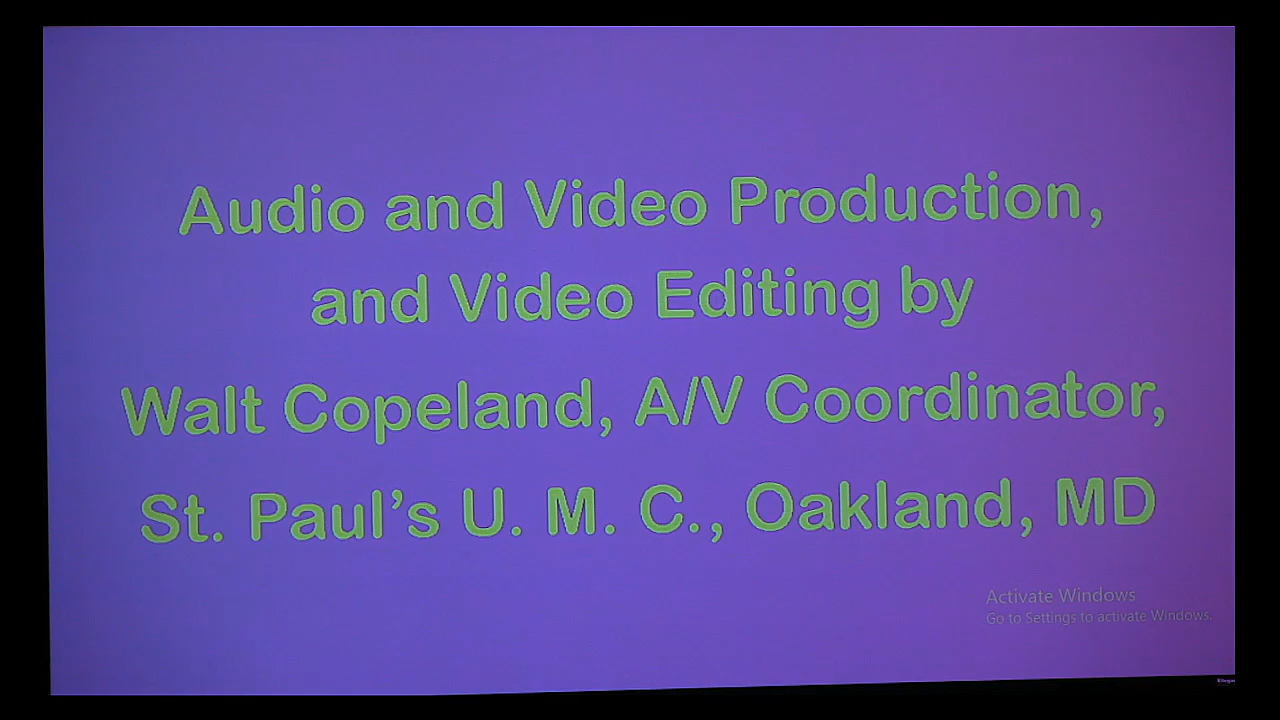 Audio and Video Production,
and Video Editing by
Walt Copeland, A/V Coordinator,
St. Paul’s U. M. C., Oakland, MD
Activate Windows
Go to Settings to activate Windows.